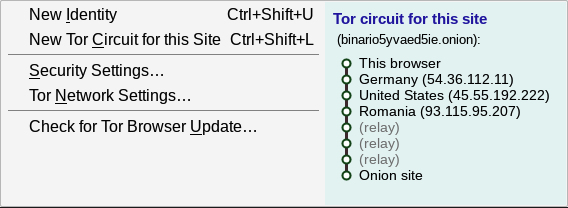 New Identity Ctrl+Shift+U
New Tor Circuit for this Site Ctrl+Shift+L
Security Settings…
Tor Network Settings…
Check for Tor Browser Update…
Tor circuit for this site
(binario5yvaed5ie.onion):
This browser
Germany (54.36.112.11)
United States (45.55.192.222)
Romania (93.115.95.207)
(relay)
(relay)
(relay)
Onion site